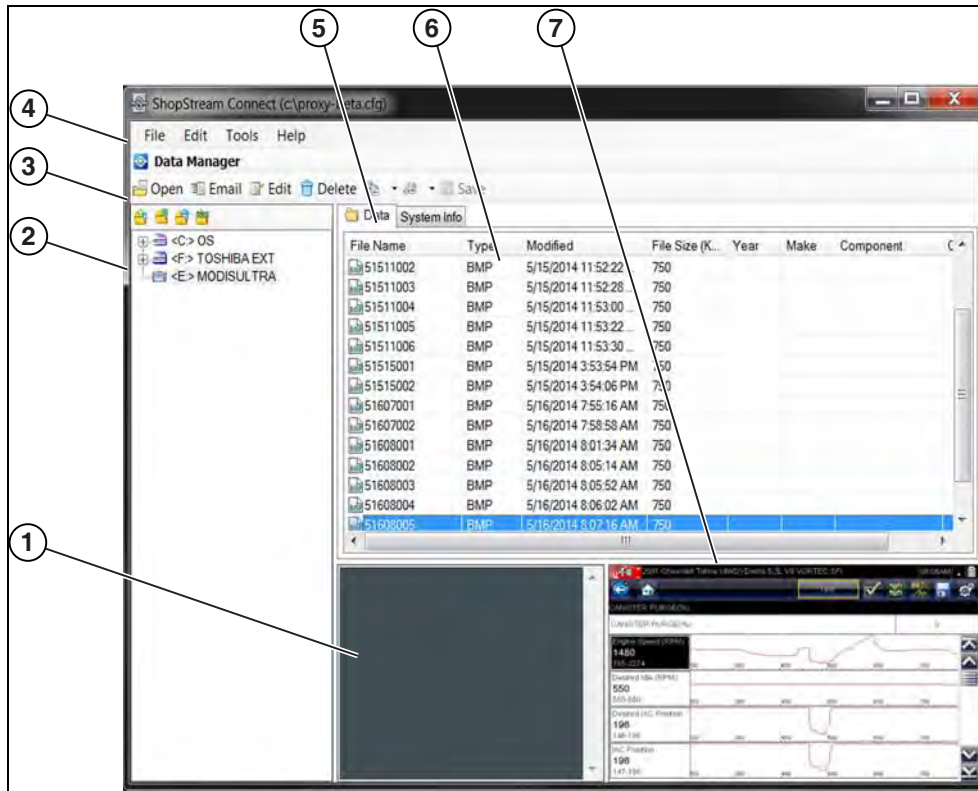 5 6 7
4
3
2
1
ShopStream Connect (c:\proxy-beta.cfg)
File Edit Tools Help
Data Manager
Open Email Edit Delete Save
Data System Info
<C:> OS
<F:> TOSHIBA EXT
<E:> MODISULTRA
File Name Type Modified File Size (K... Year Make Component C
51511002 BMP 5/15/2014 11:52:22 ... 750
51511003 BMP 5/15/2014 11:52:28 ... 750
51511004 BMP 5/15/2014 11:53:00 ... 750
51511005 BMP 5/15/2014 11:53:22 ... 750
51511006 BMP 5/15/2014 11:53:30 ... 750
51515001 BMP 5/15/2014 3:53:54 PM 750
51515002 BMP 5/15/2014 3:54:06 PM 750
51607001 BMP 5/16/2014 7:55:16 AM 750
51607002 BMP 5/16/2014 7:58:58 AM 750
51608001 BMP 5/16/2014 8:01:34 AM 750
51608002 BMP 5/16/2014 8:05:14 AM 750
51608003 BMP 5/16/2014 8:05:52 AM 750
51608004 BMP 5/16/2014 8:06:02 AM 750
51608005 BMP 5/16/2014 8:07:16 AM 750
CANISTER PURGE(%)
CANISTER PURGE(%) 0
Engine Speed (RPM)
1480
Desired Idle (RPM)
550
Desired IAC Position
196
IAC Position
196
147-196